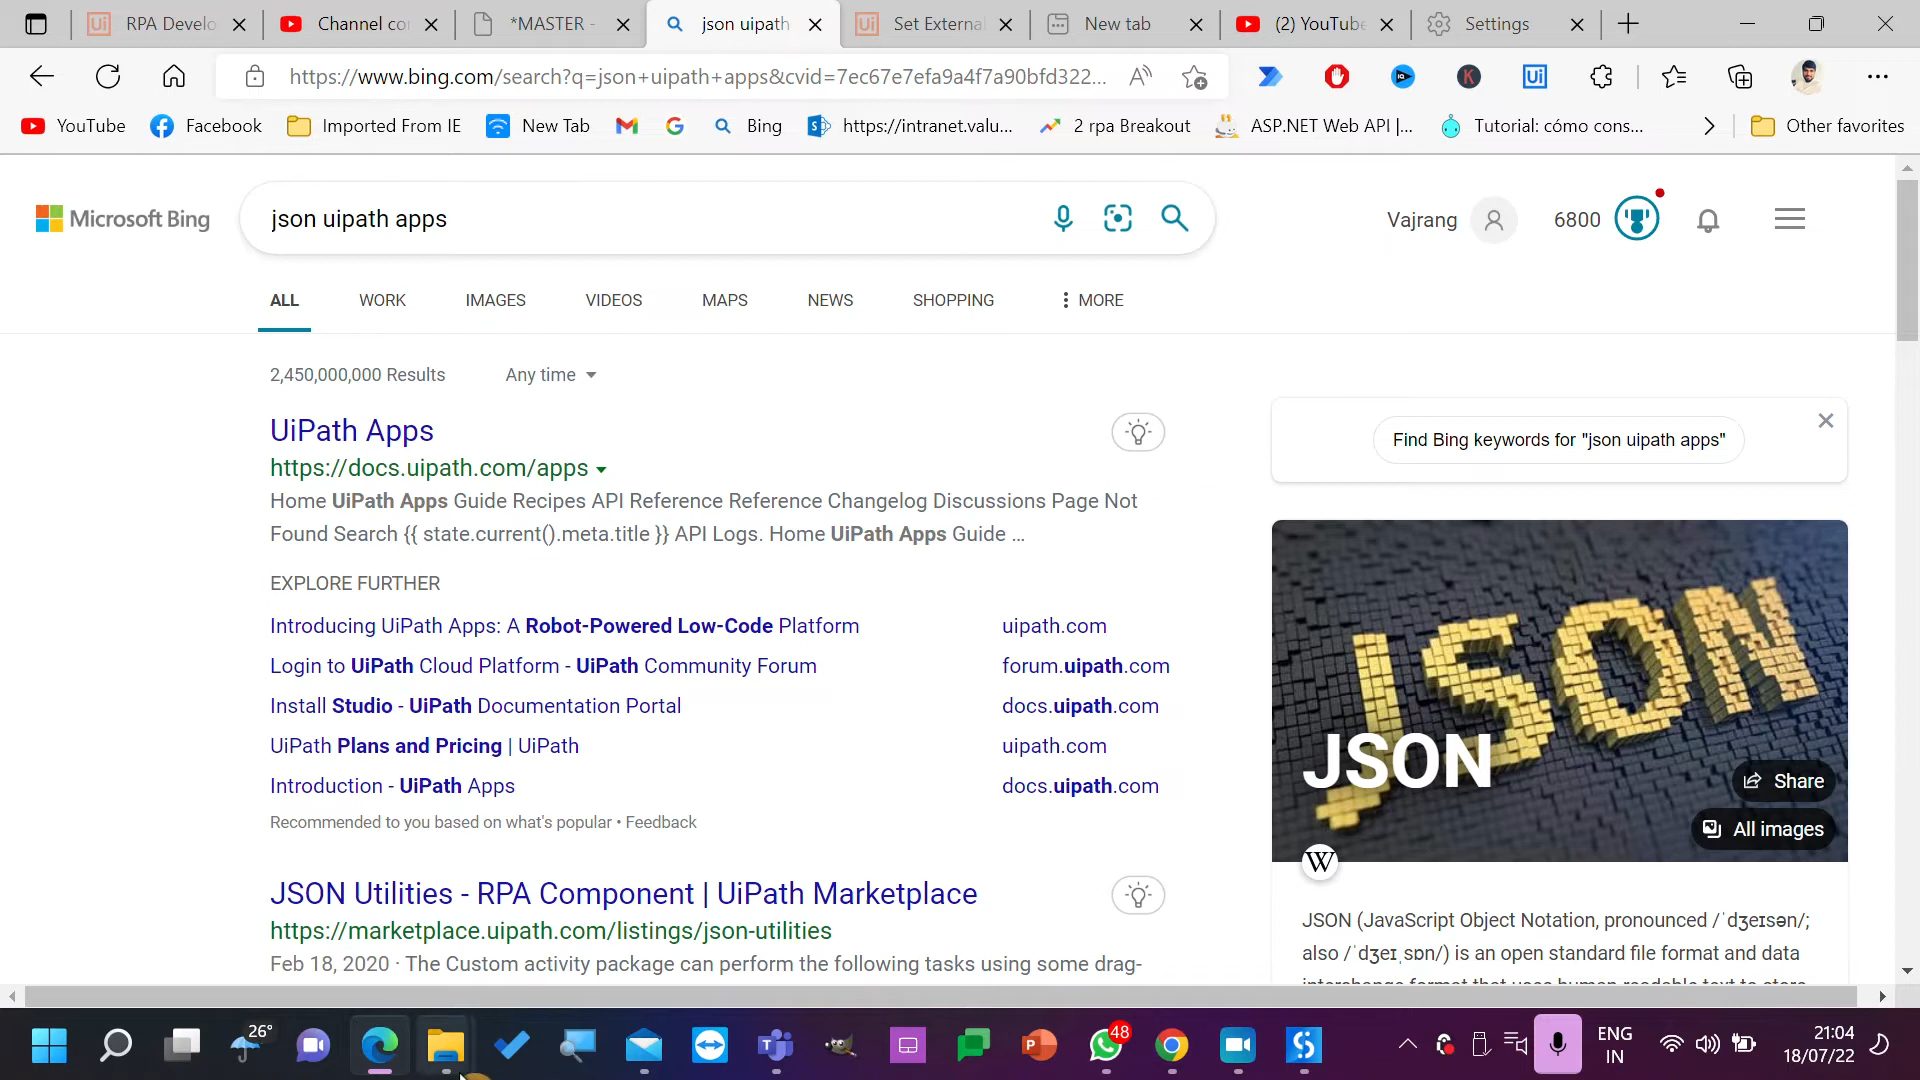 RPA Develo
Channel co
*MASTER -
json uipath
Set Externa
New tab
(2) YouTube
Settings
https://www.bing.com/search?q=json+uipath+apps&cvid=7ec67e7efa9a4f7a90bfd322...
YouTube
Facebook
Imported From IE
New Tab
Bing
https://intranet.valu...
2 rpa Breakout
ASP.NET Web API |...
Tutorial: cómo cons...
Other favorites
Microsoft Bing
json uipath apps
Vajrang
6800
ALL
WORK
IMAGES
VIDEOS
MAPS
NEWS
SHOPPING
MORE
2,450,000,000 Results
Any time
UiPath Apps
https://docs.uipath.com/apps
Home UiPath Apps Guide Recipes API Reference Reference Changelog Discussions Page Not
Found Search {{ state.current().meta.title }} API Logs. Home UiPath Apps Guide ...
EXPLORE FURTHER
Introducing UiPath Apps: A Robot-Powered Low-Code Platform
uipath.com
Login to UiPath Cloud Platform - UiPath Community Forum
forum.uipath.com
Install Studio - UiPath Documentation Portal
docs.uipath.com
UiPath Plans and Pricing | UiPath
uipath.com
Introduction - UiPath Apps
docs.uipath.com
Recommended to you based on what's popular • Feedback
JSON Utilities - RPA Component | UiPath Marketplace
https://marketplace.uipath.com/listings/json-utilities
Feb 18, 2020 · The Custom activity package can perform the following tasks using some drag-
Find Bing keywords for "json uipath apps"
JSON
JSON
Share
All images
W
JSON (JavaScript Object Notation, pronounced /ˈdʒeɪsən/;
also /ˈdʒeɪˌsɒn/) is an open standard file format and data
26°
48
ENG
IN
21:04
18/07/22